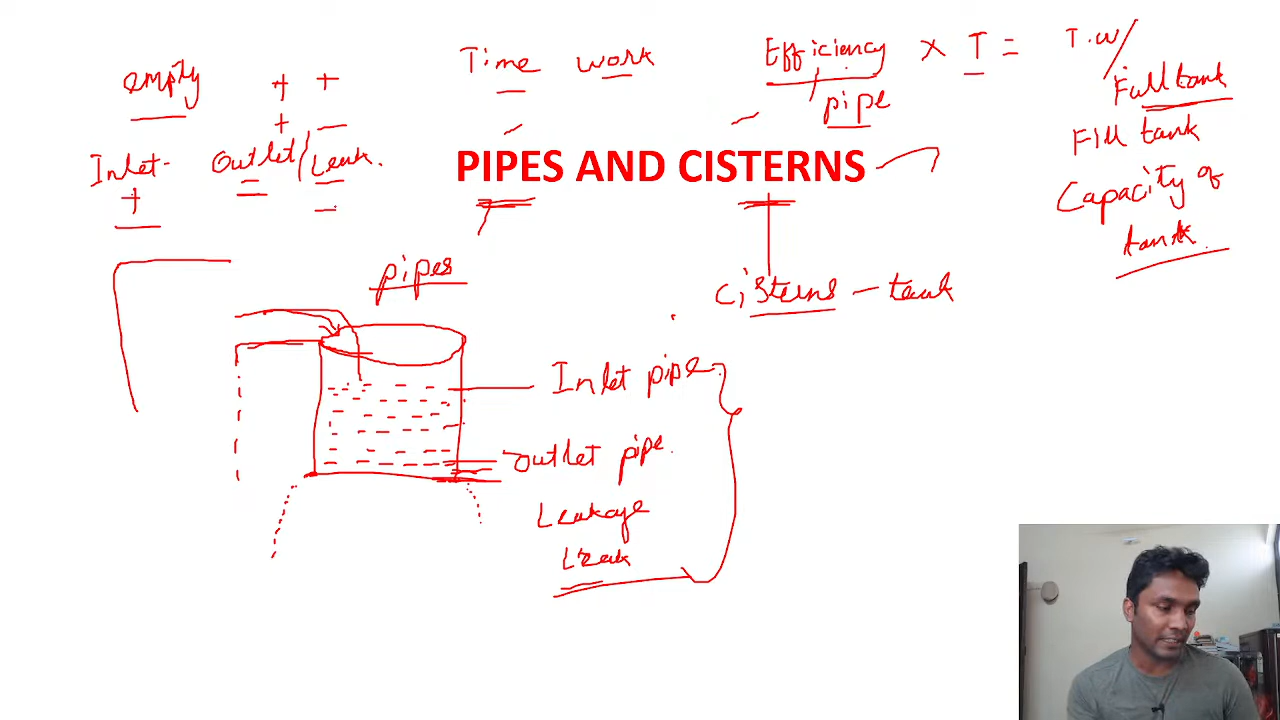 empty + +
+ -
Inlet - Outlet / Leak.
+ = -
Time work
Efficiency × T = T.W /
pipe
Full tank
Fill tank
Capacity of
tank.
PIPES AND CISTERNS
pipes
Cisterns - tank
Inlet pipe
outlet pipe.
Leakage
Leak